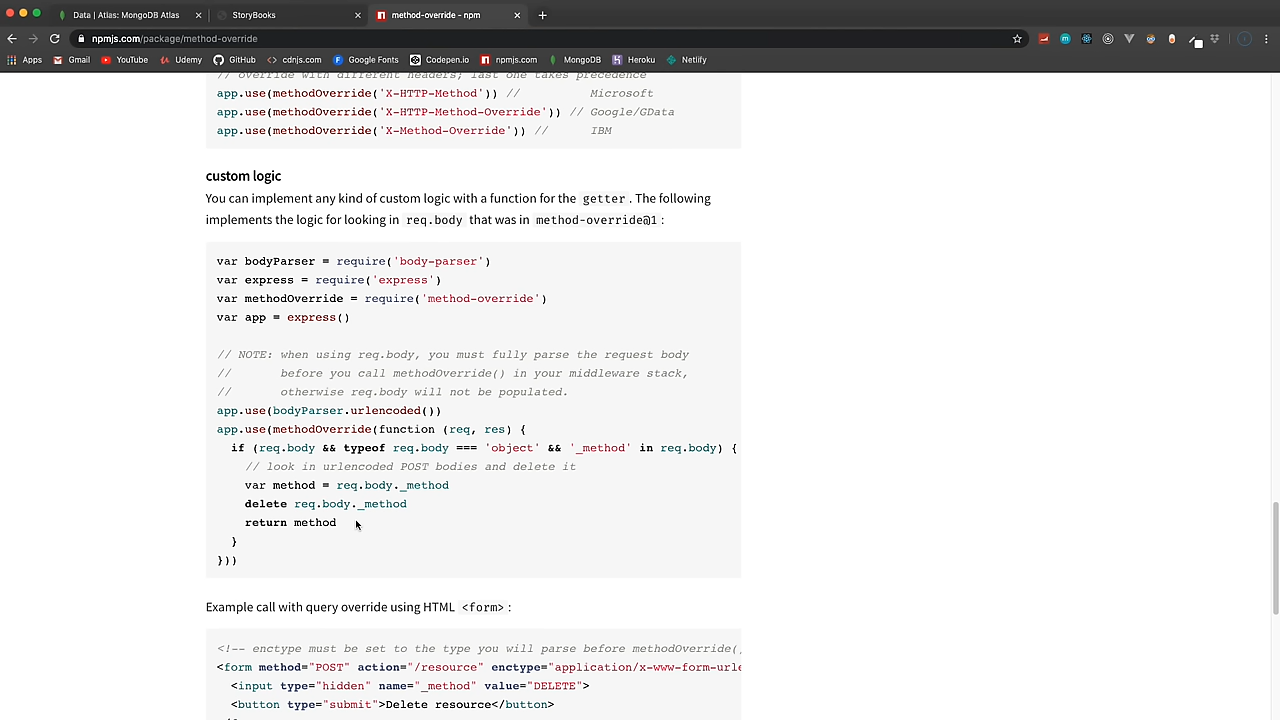 Data | Atlas: MongoDB Atlas
StoryBooks
method-override - npm
npmjs.com/package/method-override
Apps Gmail YouTube Udemy GitHub cdnjs.com Google Fonts Codepen.io npmjs.com MongoDB Heroku Netlify
// override with different headers; last one takes precedence
app.use(methodOverride('X-HTTP-Method')) // Microsoft
app.use(methodOverride('X-HTTP-Method-Override')) // Google/GData
app.use(methodOverride('X-Method-Override')) // IBM
custom logic
You can implement any kind of custom logic with a function for the getter. The following
implements the logic for looking in req.body that was in method-override@1:
var bodyParser = require('body-parser')
var express = require('express')
var methodOverride = require('method-override')
var app = express()
// NOTE: when using req.body, you must fully parse the request body
// before you call methodOverride() in your middleware stack,
// otherwise req.body will not be populated.
app.use(bodyParser.urlencoded())
app.use(methodOverride(function (req, res) {
if (req.body && typeof req.body === 'object' && '_method' in req.body) {
// look in urlencoded POST bodies and delete it
var method = req.body._method
delete req.body._method
return method
}
}))
Example call with query override using HTML <form>:
<!-- enctype must be set to the type you will parse before methodOverride(
<form method="POST" action="/resource" enctype="application/x-www-form-urle
<input type="hidden" name="_method" value="DELETE">
<button type="submit">Delete resource</button>